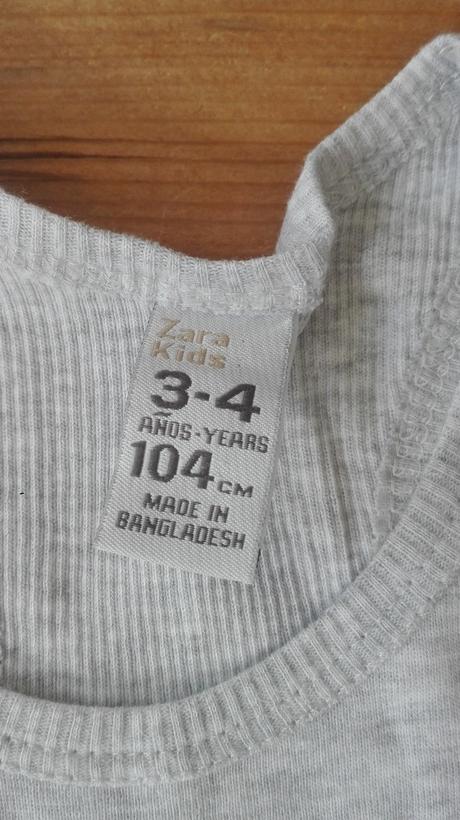 Zara
Kids
3-4
AÑOS-YEARS
104CM
MADE IN
BANGLADESH